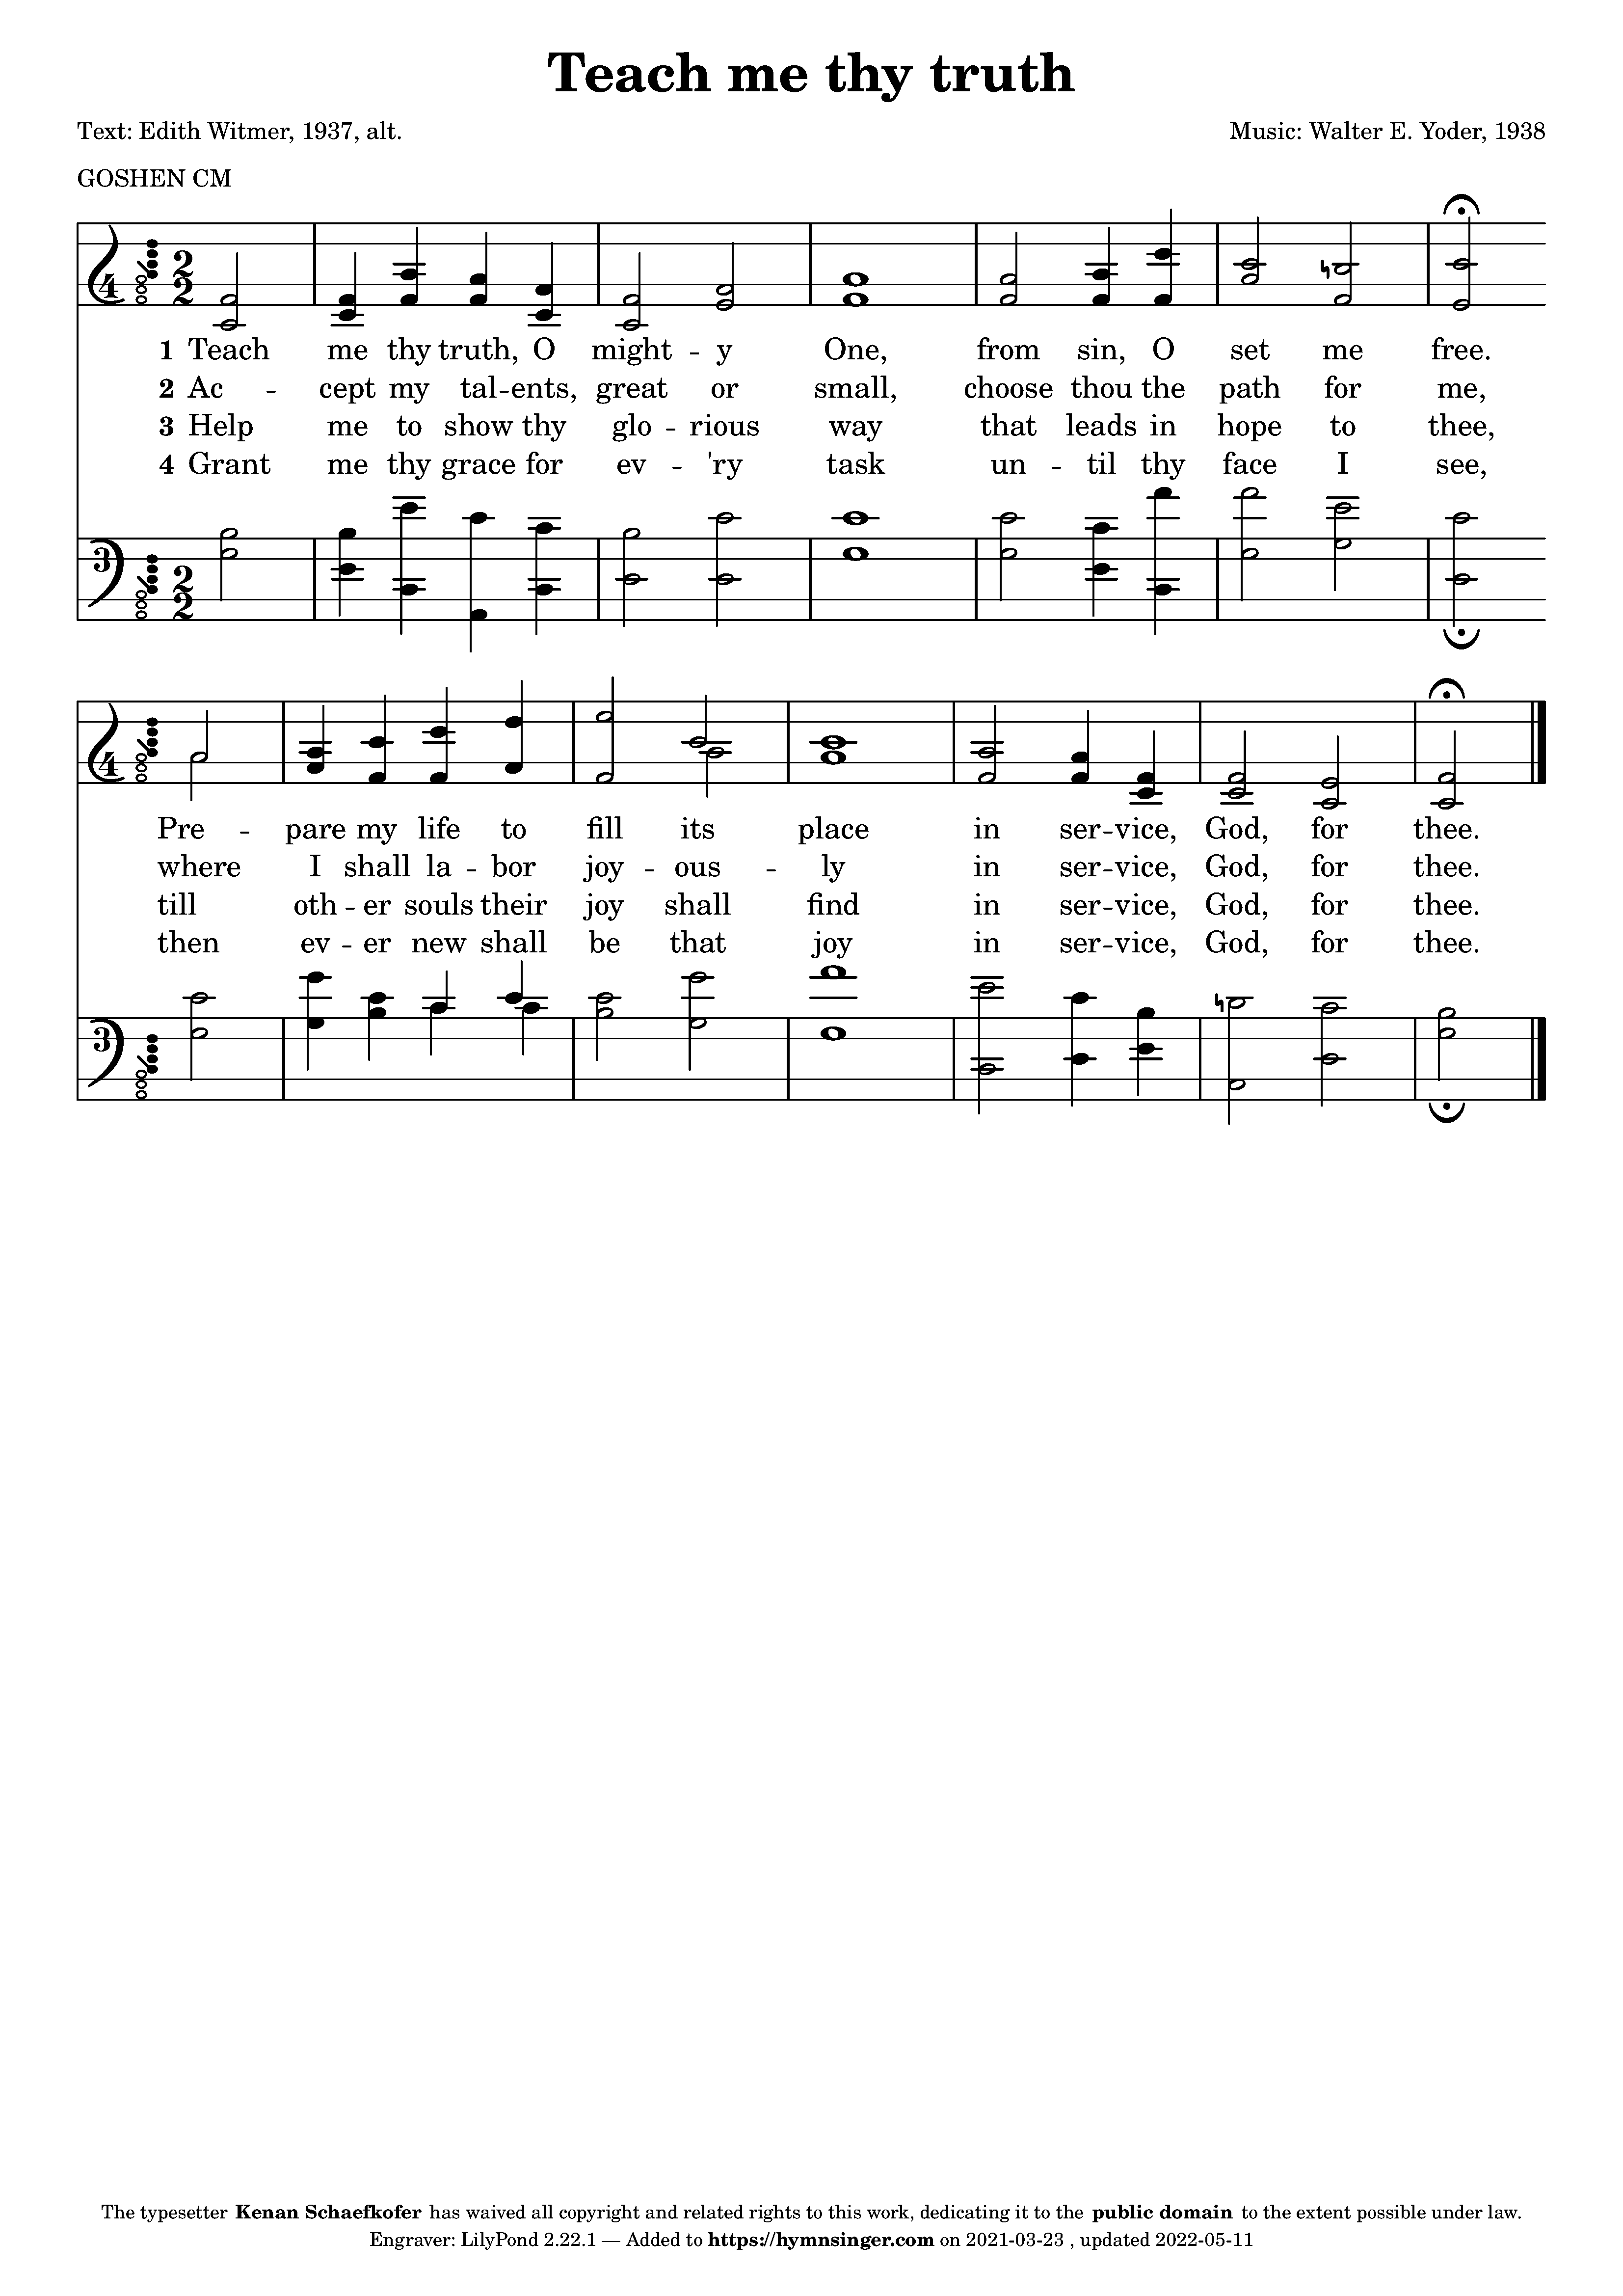 Teach me thy truth
Text: Edith Witmer, 1937, alt. Music: Walter E. Yoder, 1938
GOSHEN CM
1 Teach me thy truth, O might -- y One, from sin, O set me free.
2 Ac -- cept my tal -- ents, great or small, choose thou the path for me,
3 Help me to show thy glo -- rious way that leads in hope to thee,
4 Grant me thy grace for ev -- 'ry task un -- til thy face I see,
Pre -- pare my life to fill its place in ser -- vice, God, for thee.
where I shall la -- bor joy -- ous -- ly in ser -- vice, God, for thee.
till oth -- er souls their joy shall find in ser -- vice, God, for thee.
then ev -- er new shall be that joy in ser -- vice, God, for thee.
The typesetter Kenan Schaefkofer has waived all copyright and related rights to this work, dedicating it to the public domain to the extent possible under law.
Engraver: LilyPond 2.22.1 — Added to https://hymnsinger.com on 2021-03-23 , updated 2022-05-11